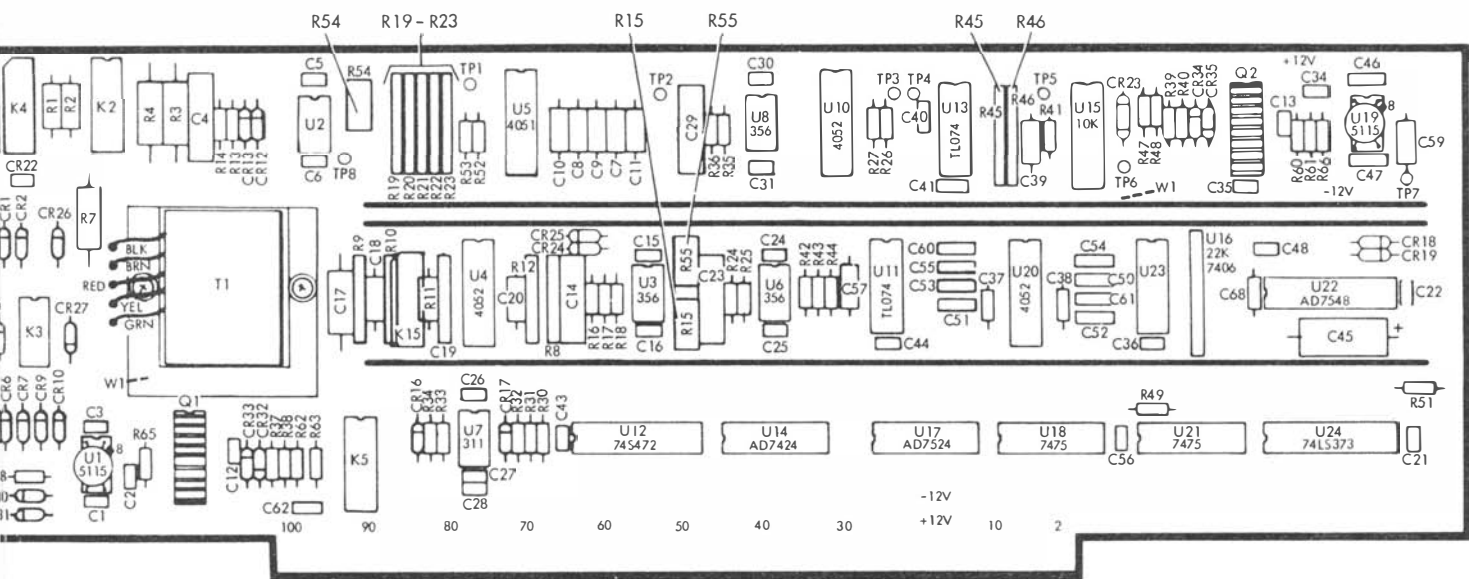 R54
R19 – R23
R15
R55
R45
R46
K4
R1
R2
K2
R4
R3
C4
R14
R13
CR13
CR12
C5
U2
C6
TP8
R54
R19
R20
R21
R22
R23
TP1
R53
R52
U5
4051
C10
C8
C9
C7
C11
TP2
C29
R36
R35
C30
U8
356
C31
U10
4052
R27
R26
TP3
TP4
C40
U13
TL074
C41
R45
R46
TP5
R41
C39
U15
10K
CR23
TP6
W1
R47
R48
R39
R40
CR34
CR35
Q2
C35
+12V
C34
C13
R60
R61
R66
-12V
C46
U19
5115
8
C47
C59
TP7
CR22
CR1
CR2
CR26
R7
BLK
BRN
RED
YEL
GRN
T1
K3
CR27
W1
C17
R9
C18
R10
K15
R11
C19
U4
4052
C20
R12
R8
C14
CR25
CR24
R16
R17
R18
C15
U3
356
C16
R55
R15
C23
R24
R25
C24
U6
356
C25
R42
R43
R44
C57
U11
TL074
C44
C60
C55
C53
C51
C37
U20
4052
C38
C54
C50
C61
C52
U23
C36
U16
22K
7406
C48
CR18
CR19
C68
U22
AD7548
C22
C45
+
CR6
CR7
CR9
CR10
C3
U1
5115
8
C1
C2
R65
Q1
C12
CR33
CR32
R37
R38
R62
R63
C62
K5
CR16
R34
R33
C26
U7
311
C27
C28
CR17
R32
R31
R30
C43
U12
74S472
U14
AD7424
U17
AD7524
U18
7475
C56
R49
U21
7475
U24
74LS373
R51
C21
-12V
+12V
100
90
80
70
60
50
40
30
10
2